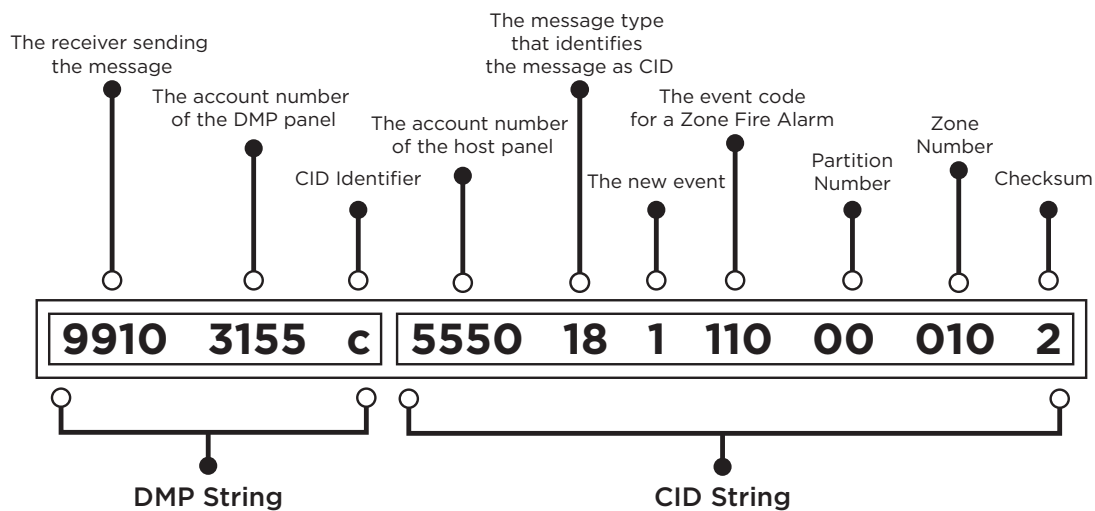 The receiver sending
the message
The account number
of the DMP panel
CID Identifier
The account number
of the host panel
The message type
that identifies
the message as CID
The new event
The event code
for a Zone Fire Alarm
Partition
Number
Zone
Number
Checksum
9910 3155 c 5550 18 1 110 00 010 2
DMP String
CID String